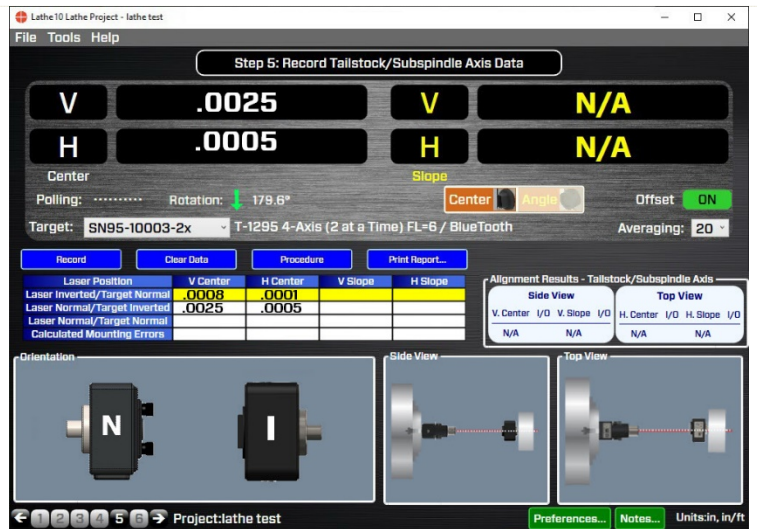 Lathe10 Lathe Project - lathe test
File Tools Help
Step 5: Record Tailstock/Subspindle Axis Data
V .0025 V N/A
H .0005 H N/A
Center Slope
Polling: .......... Rotation: 179.6° Center Angle Offset ON
Target: SN95-10003-2x T-1295 4-Axis (2 at a Time) FL=6 / BlueTooth Averaging: 20
Record Clear Data Procedure Print Report...
Laser Position V Center H Center V Slope H Slope
Laser Inverted/Target Normal .0008 .0001
Laser Normal/Target Inverted .0025 .0005
Laser Normal/Target Normal
Calculated Mounting Errors
Alignment Results - Tailstock/Subspindle Axis
Side View Top View
V. Center I/O V. Slope I/O H. Center I/O H. Slope I/O
N/A N/A N/A N/A
Orientation Side View Top View
N I
1 2 3 4 5 6 Project:lathe test Preferences... Notes... Units:in, in/ft